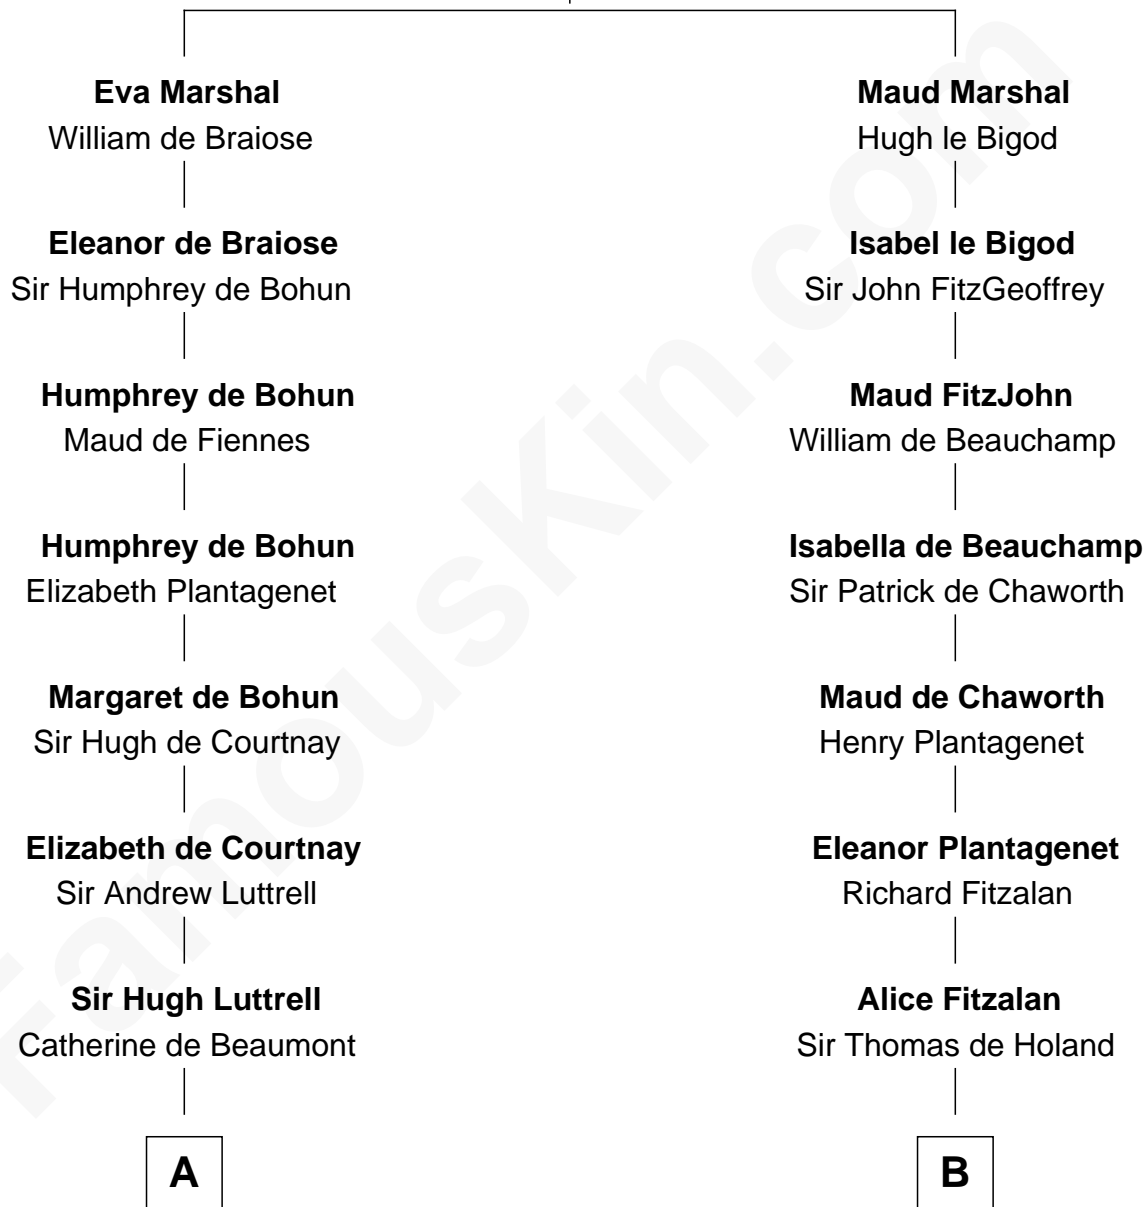 Eva Marshal
William de Braiose
Maud Marshal
Hugh le Bigod
Eleanor de Braiose
Sir Humphrey de Bohun
Isabel le Bigod
Sir John FitzGeoffrey
Humphrey de Bohun
Maud de Fiennes
Maud FitzJohn
William de Beauchamp
Humphrey de Bohun
Elizabeth Plantagenet
Isabella de Beauchamp
Sir Patrick de Chaworth
Margaret de Bohun
Sir Hugh de Courtnay
Maud de Chaworth
Henry Plantagenet
Elizabeth de Courtnay
Sir Andrew Luttrell
Eleanor Plantagenet
Richard Fitzalan
Sir Hugh Luttrell
Catherine de Beaumont
Alice Fitzalan
Sir Thomas de Holand
A
B
FamousKin.com